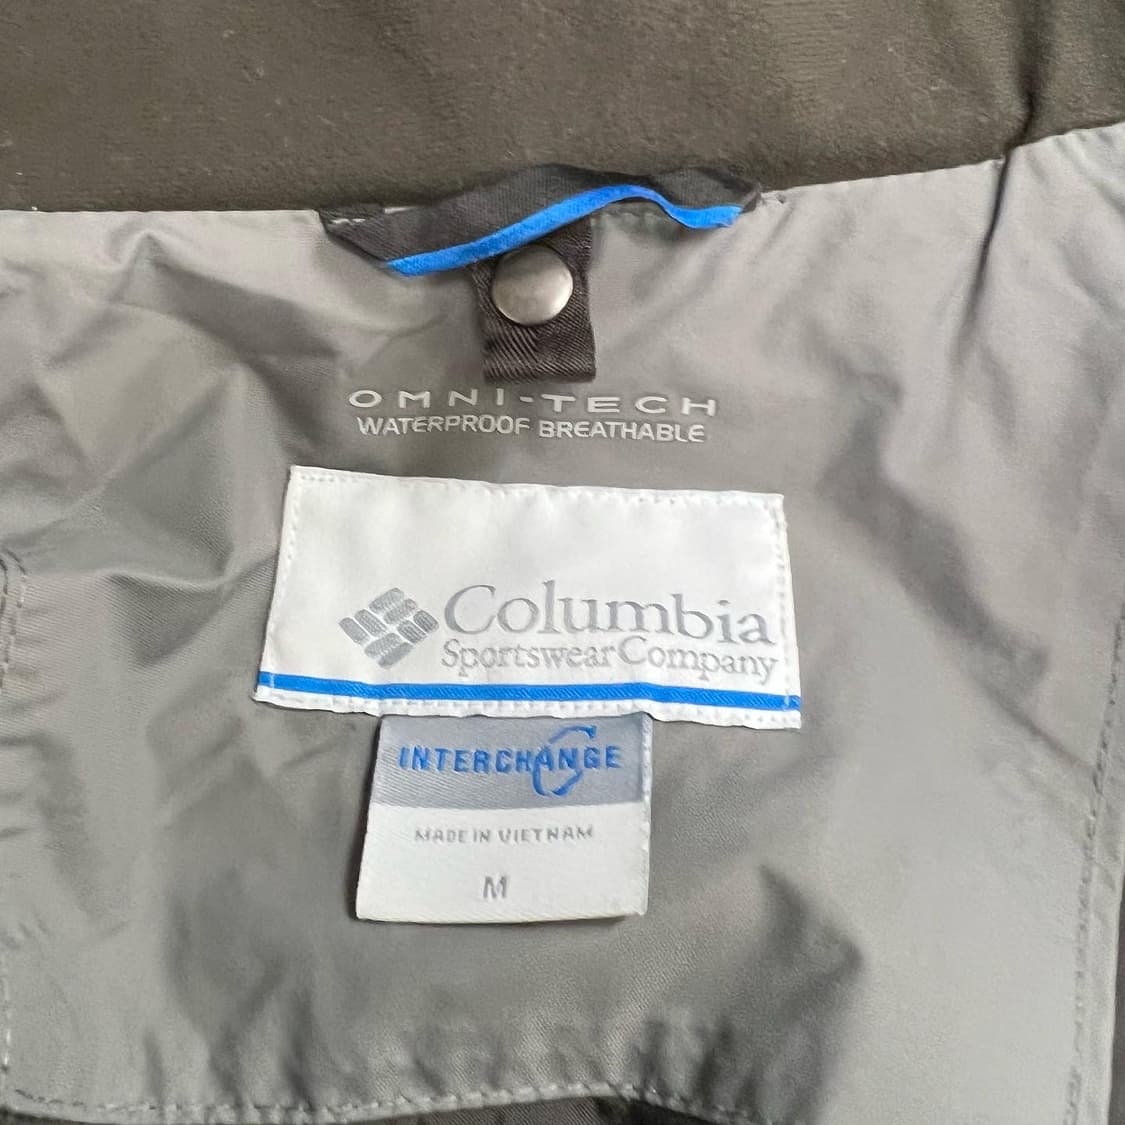 OMNI-TECH
WATERPROOF BREATHABLE
Columbia
Sportswear Company
INTERCHANGE
MADE IN VIETNAM
M